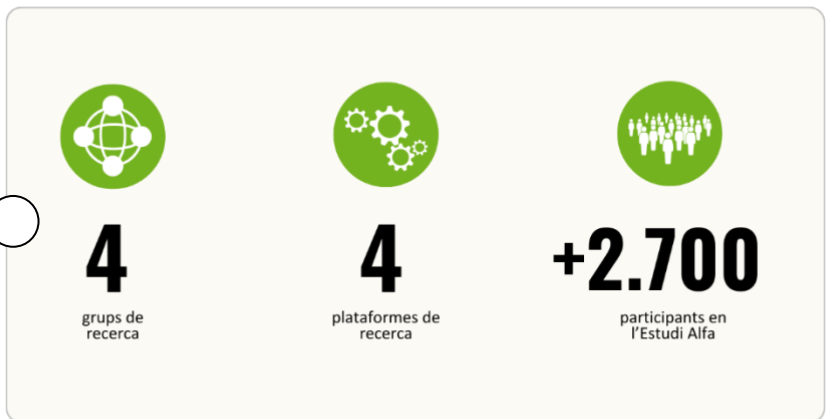 4
grups de
recerca
4
plataformes de
recerca
+2.700
participants en
l'Estudi Alfa